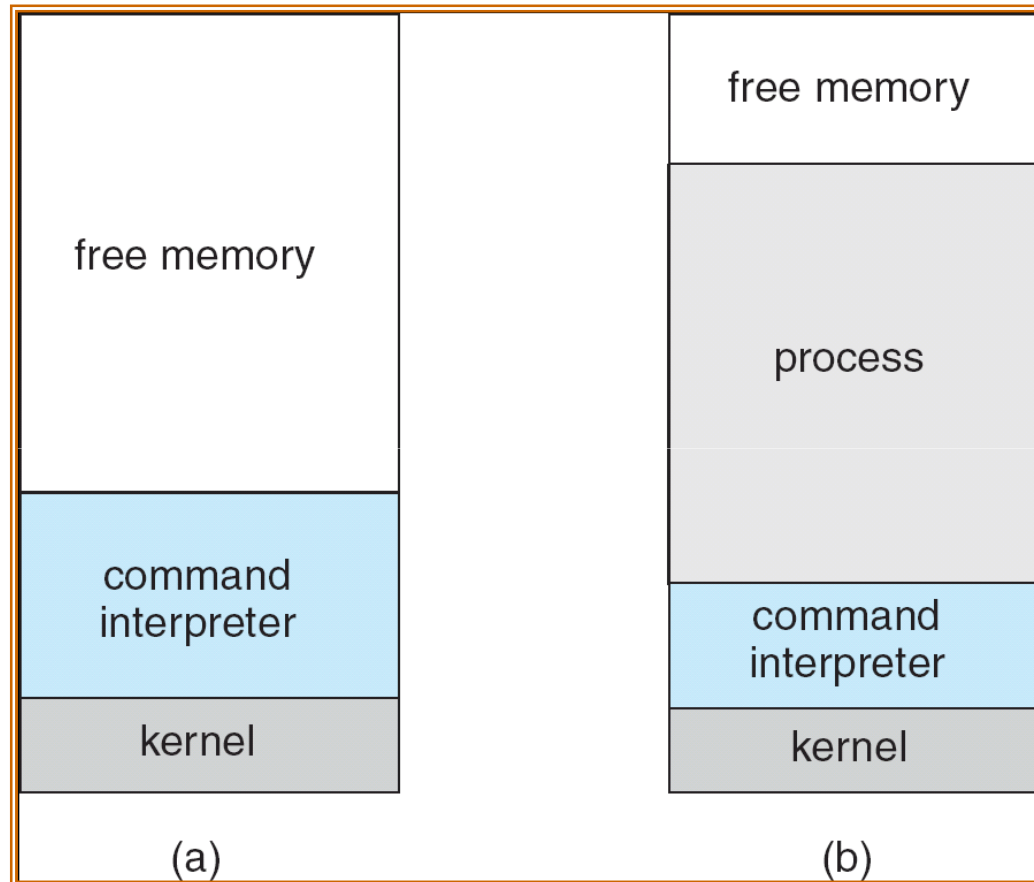 free memory
command
interpreter
kernel
(a)
free memory
process
command
interpreter
kernel
(b)